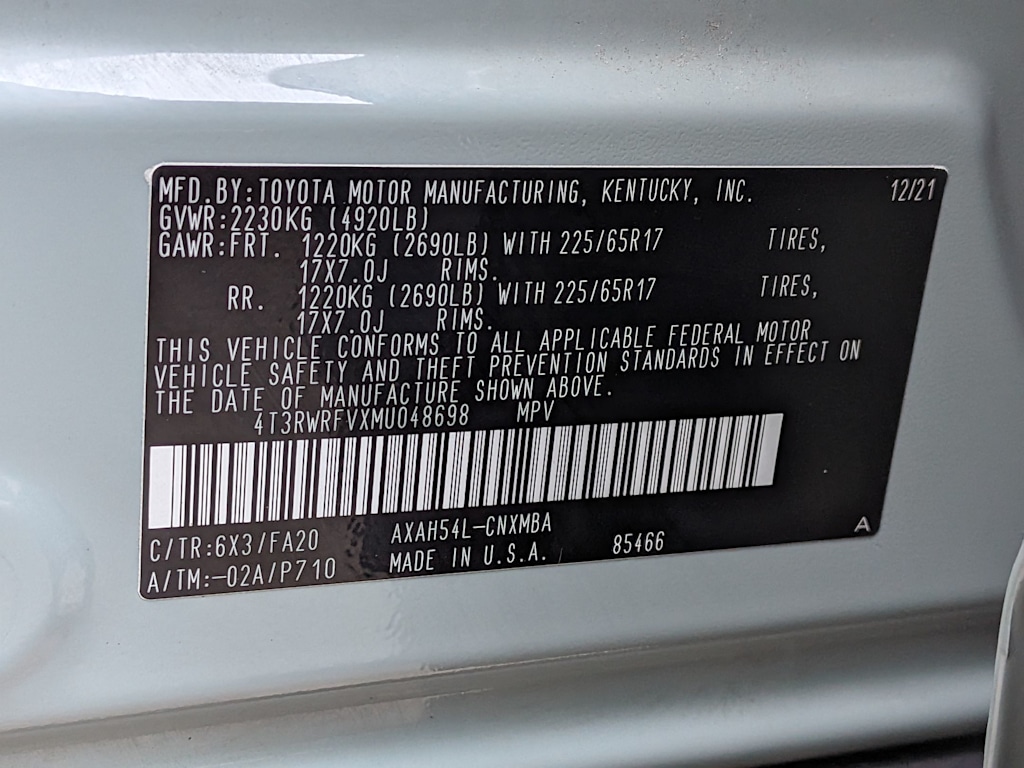 MFD.BY:TOYOTA MOTOR MANUFACTURING, KENTUCKY, INC. 12/21
GVWR:2230KG (4920LB)
GAWR:FRT. 1220KG (2690LB) WITH 225/65R17 TIRES,
17X7.0J RIMS.
RR. 1220KG (2690LB) WITH 225/65R17 TIRES,
17X7.0J RIMS.
THIS VEHICLE CONFORMS TO ALL APPLICABLE FEDERAL MOTOR
VEHICLE SAFETY AND THEFT PREVENTION STANDARDS IN EFFECT ON
THE DATE OF MANUFACTURE SHOWN ABOVE.
4T3RWRFVXMU048698 MPV
C/TR:6X3/FA20 AXAH54L-CNXMBA
A/TM:-02A/P710 MADE IN U.S.A. 85466 A